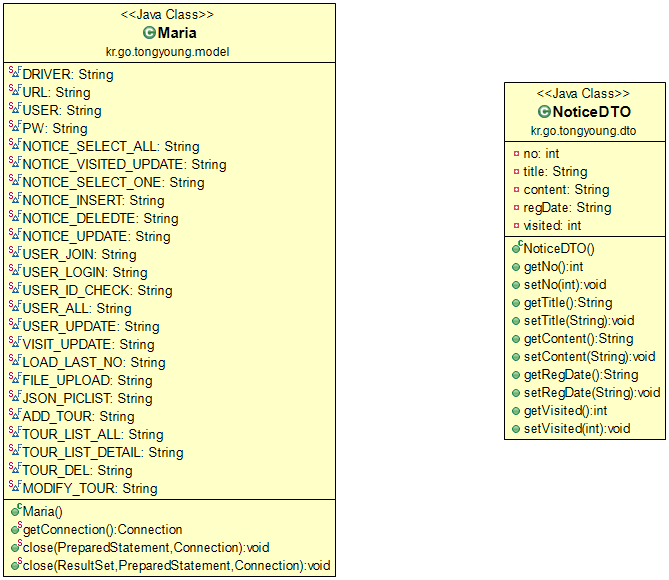 <<Java Class>>
Maria
kr.go.tongyoung.model
DRIVER: String
URL: String
USER: String
PW: String
NOTICE_SELECT_ALL: String
NOTICE_VISITED_UPDATE: String
NOTICE_SELECT_ONE: String
NOTICE_INSERT: String
NOTICE_DELEDTE: String
NOTICE_UPDATE: String
USER_JOIN: String
USER_LOGIN: String
USER_ID_CHECK: String
USER_ALL: String
USER_UPDATE: String
VISIT_UPDATE: String
LOAD_LAST_NO: String
FILE_UPLOAD: String
JSON_PICLIST: String
ADD_TOUR: String
TOUR_LIST_ALL: String
TOUR_LIST_DETAIL: String
TOUR_DEL: String
MODIFY_TOUR: String
Maria()
getConnection():Connection
close(PreparedStatement,Connection):void
close(ResultSet,PreparedStatement,Connection):void
<<Java Class>>
NoticeDTO
kr.go.tongyoung.dto
no: int
title: String
content: String
regDate: String
visited: int
NoticeDTO()
getNo():int
setNo(int):void
getTitle():String
setTitle(String):void
getContent():String
setContent(String):void
getRegDate():String
setRegDate(String):void
getVisited():int
setVisited(int):void